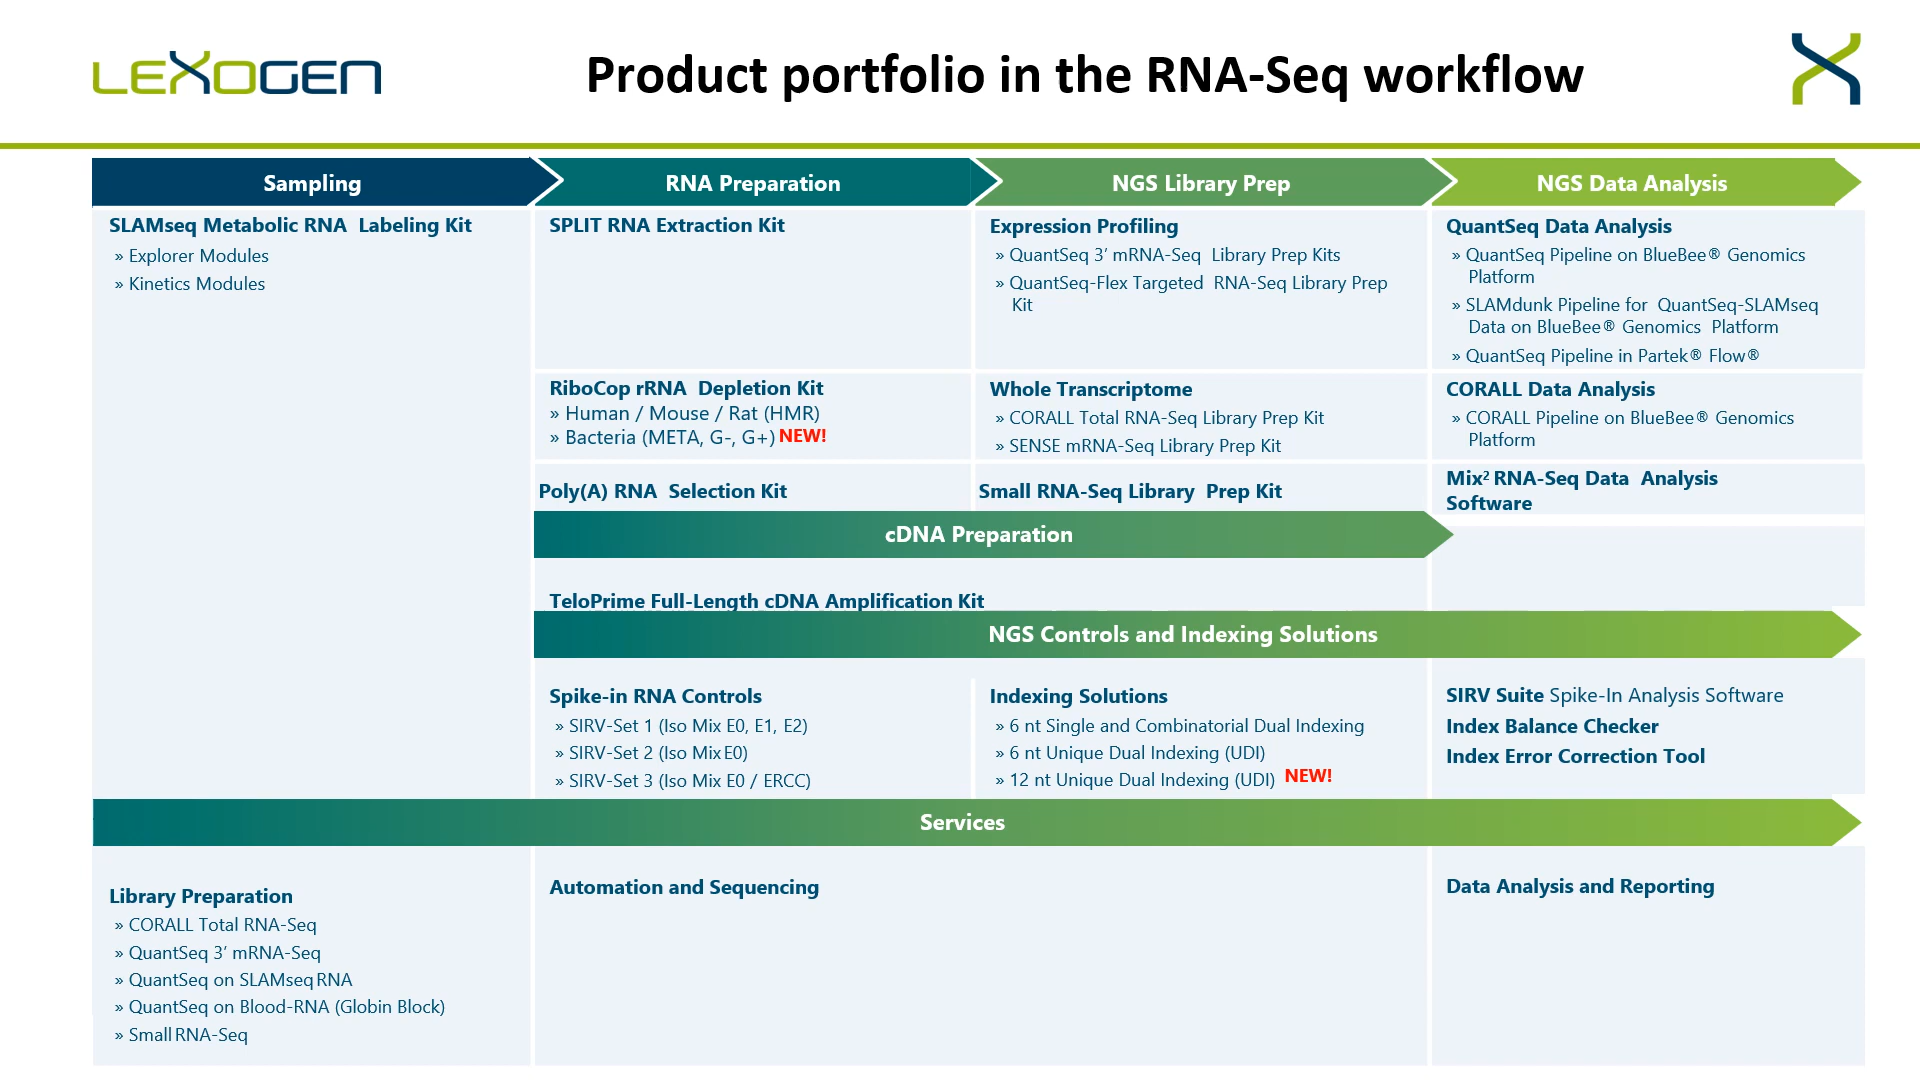 LEXOGEN
Product portfolio in the RNA-Seq workflow
Sampling
RNA Preparation
NGS Library Prep
NGS Data Analysis
SLAMseq Metabolic RNA Labeling Kit
» Explorer Modules
» Kinetics Modules
SPLIT RNA Extraction Kit
Expression Profiling
» QuantSeq 3’ mRNA-Seq Library Prep Kits
» QuantSeq-Flex Targeted RNA-Seq Library Prep
Kit
QuantSeq Data Analysis
» QuantSeq Pipeline on BlueBee® Genomics
Platform
» SLAMdunk Pipeline for QuantSeq-SLAMseq
Data on BlueBee® Genomics Platform
» QuantSeq Pipeline in Partek® Flow®
RiboCop rRNA Depletion Kit
» Human / Mouse / Rat (HMR)
» Bacteria (META, G-, G+) NEW!
Whole Transcriptome
» CORALL Total RNA-Seq Library Prep Kit
» SENSE mRNA-Seq Library Prep Kit
CORALL Data Analysis
» CORALL Pipeline on BlueBee® Genomics
Platform
Poly(A) RNA Selection Kit
Small RNA-Seq Library Prep Kit
Mix² RNA-Seq Data Analysis
Software
cDNA Preparation
TeloPrime Full-Length cDNA Amplification Kit
NGS Controls and Indexing Solutions
Spike-in RNA Controls
» SIRV-Set 1 (Iso Mix E0, E1, E2)
» SIRV-Set 2 (Iso Mix E0)
» SIRV-Set 3 (Iso Mix E0 / ERCC)
Indexing Solutions
» 6 nt Single and Combinatorial Dual Indexing
» 6 nt Unique Dual Indexing (UDI)
» 12 nt Unique Dual Indexing (UDI) NEW!
SIRV Suite Spike-In Analysis Software
Index Balance Checker
Index Error Correction Tool
Services
Library Preparation
» CORALL Total RNA-Seq
» QuantSeq 3’ mRNA-Seq
» QuantSeq on SLAMseq RNA
» QuantSeq on Blood-RNA (Globin Block)
» Small RNA-Seq
Automation and Sequencing
Data Analysis and Reporting